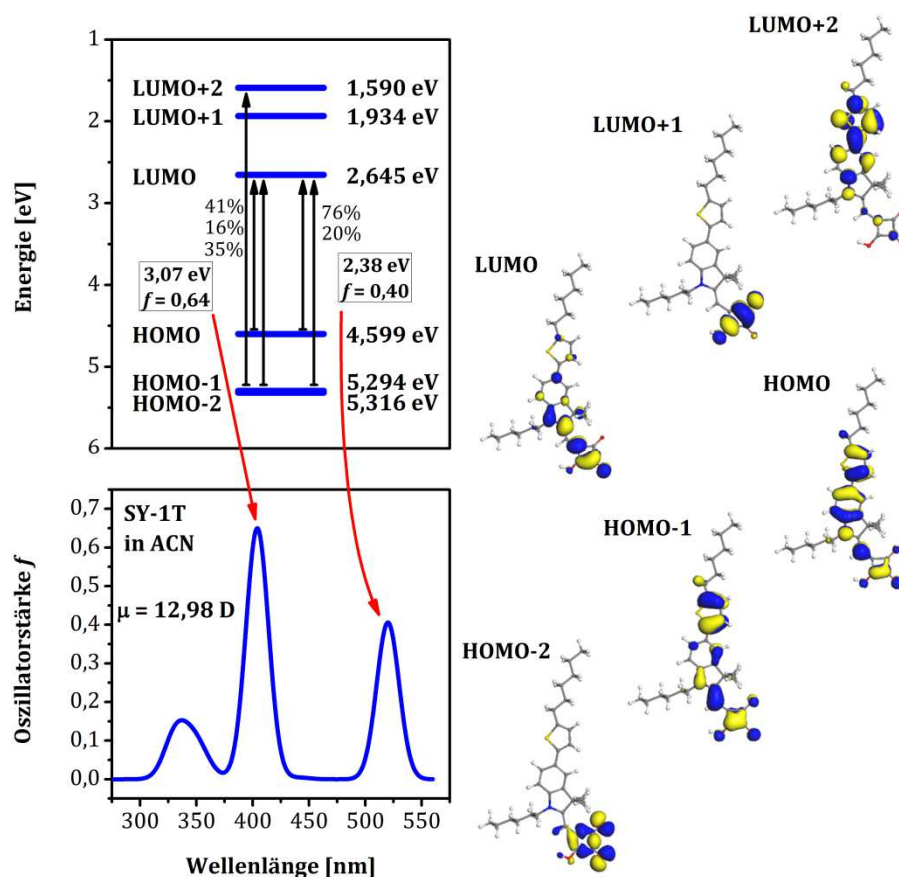 1
2
3
4
5
6
Energie [eV]
LUMO+2 1,590 eV
LUMO+1 1,934 eV
LUMO 2,645 eV
41%
16%
35%
76%
20%
3,07 eV
f = 0,64
2,38 eV
f = 0,40
HOMO 4,599 eV
HOMO-1 5,294 eV
HOMO-2 5,316 eV
0,7
0,6
0,5
0,4
0,3
0,2
0,1
0,0
Oszillatorstärke f
SY-1T
in ACN
μ = 12,98 D
300 350 400 450 500 550
Wellenlänge [nm]
LUMO+2
LUMO+1
LUMO
HOMO
HOMO-1
HOMO-2